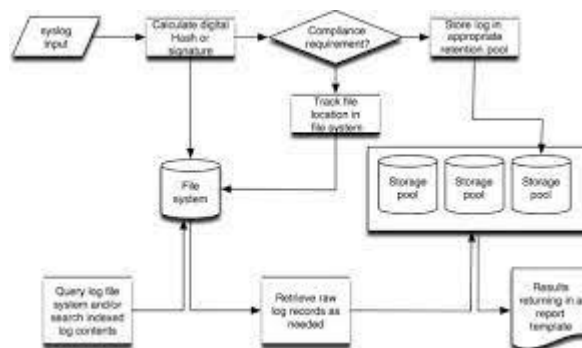 syslog
input
Calculate digital
Hash or
signature
Compliance
requirement?
Store log in
appropriate
retention pool
Track file
location in
file system
File
system
Storage
pool
Storage
pool
Storage
pool
Query log file
system and/or
search indexed
log contents
Retrieve raw
log records as
needed
Results
returning in a
report
template